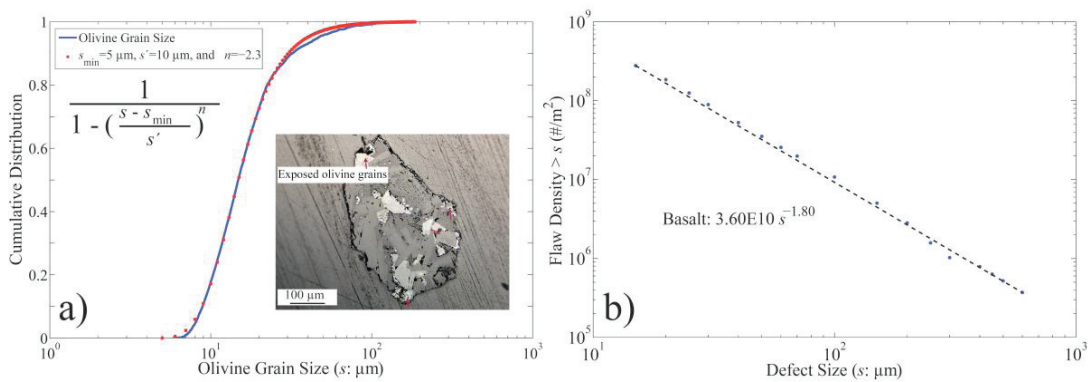 a)
Olivine Grain Size
s_min=5 µm, s´=10 µm, and n=−2.3
1
1 - ( s - s_min / s´ )^n
Exposed olivine grains
100 µm
Cumulative Distribution
1
0.8
0.6
0.4
0.2
0
10^0
10^1
10^2
10^3
Olivine Grain Size (s: µm)
b)
Flaw Density > s (#/m^2)
10^9
10^8
10^7
10^6
10^5
Basalt: 3.60E10 s^−1.80
10^1
10^2
10^3
Defect Size (s: µm)